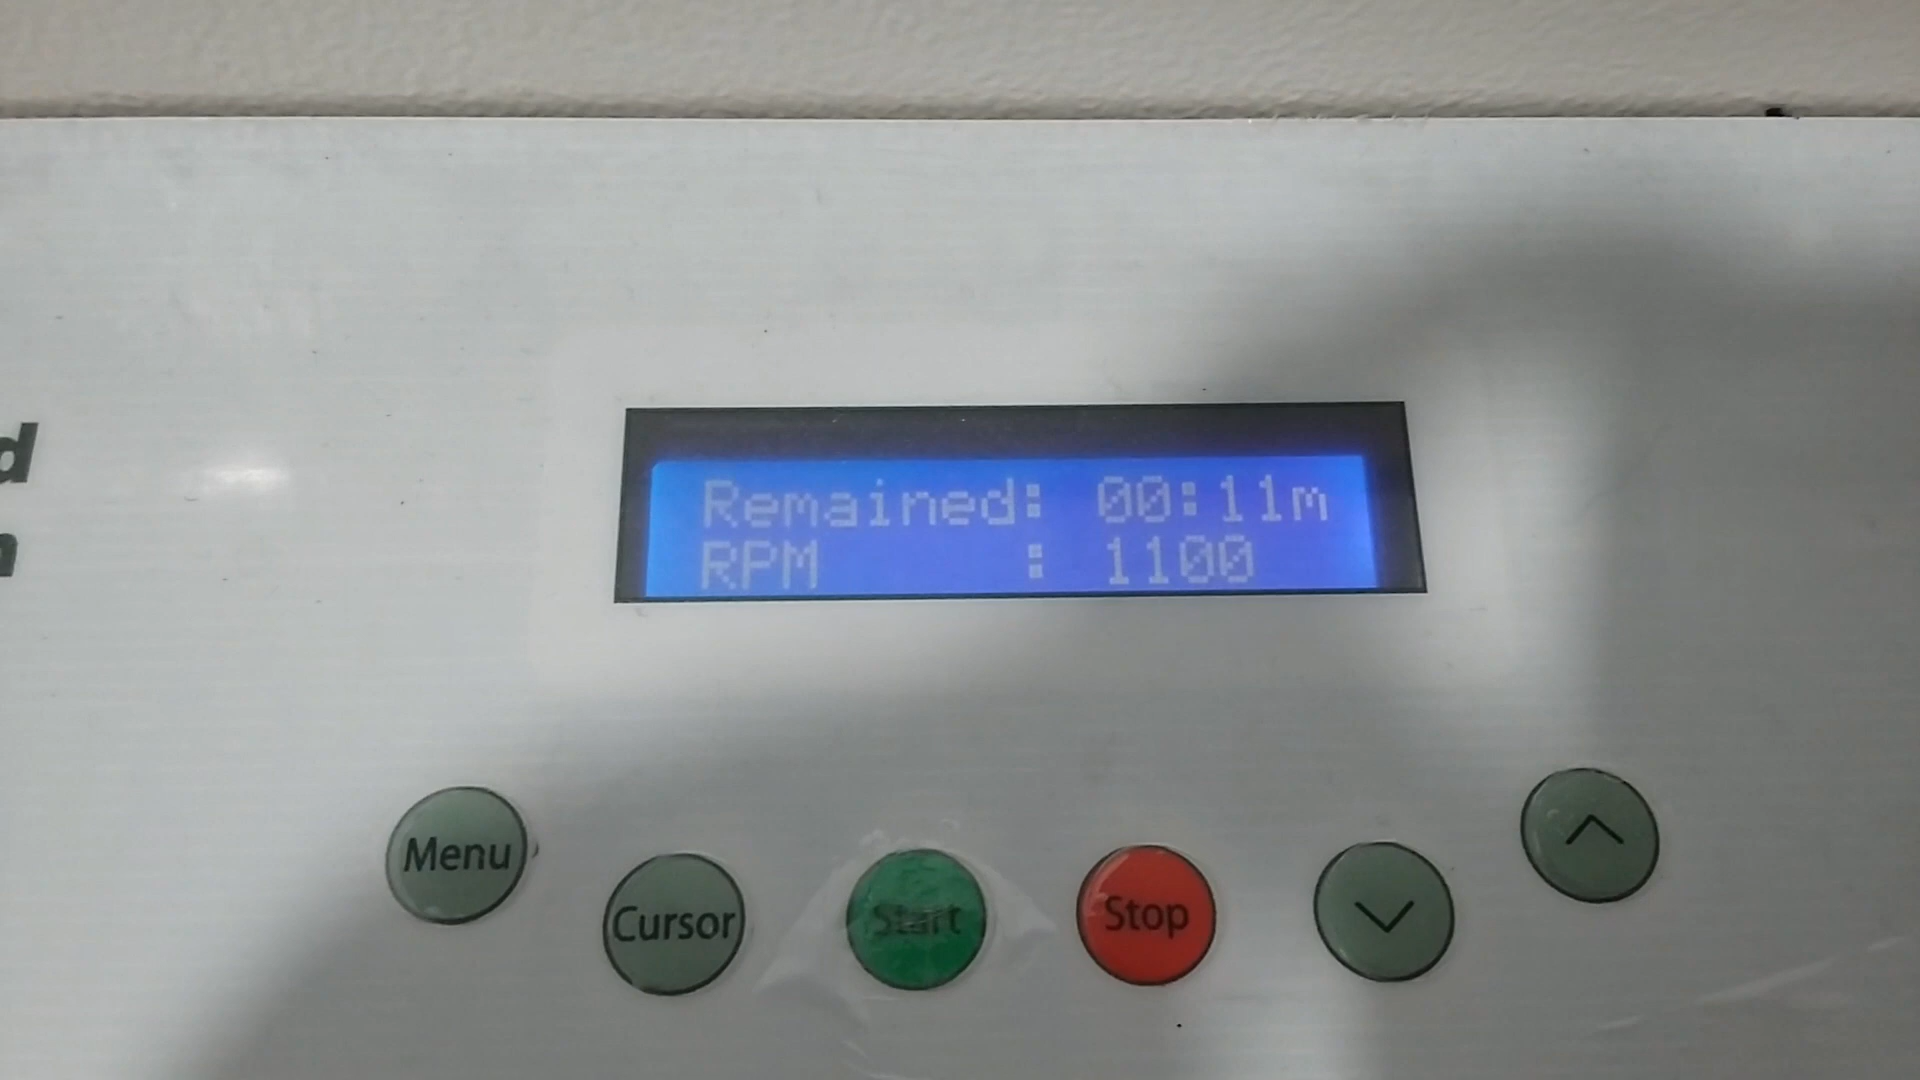 d
n
Remained: 00:11m
RPM : 1100
Menu
Cursor
Start
Stop